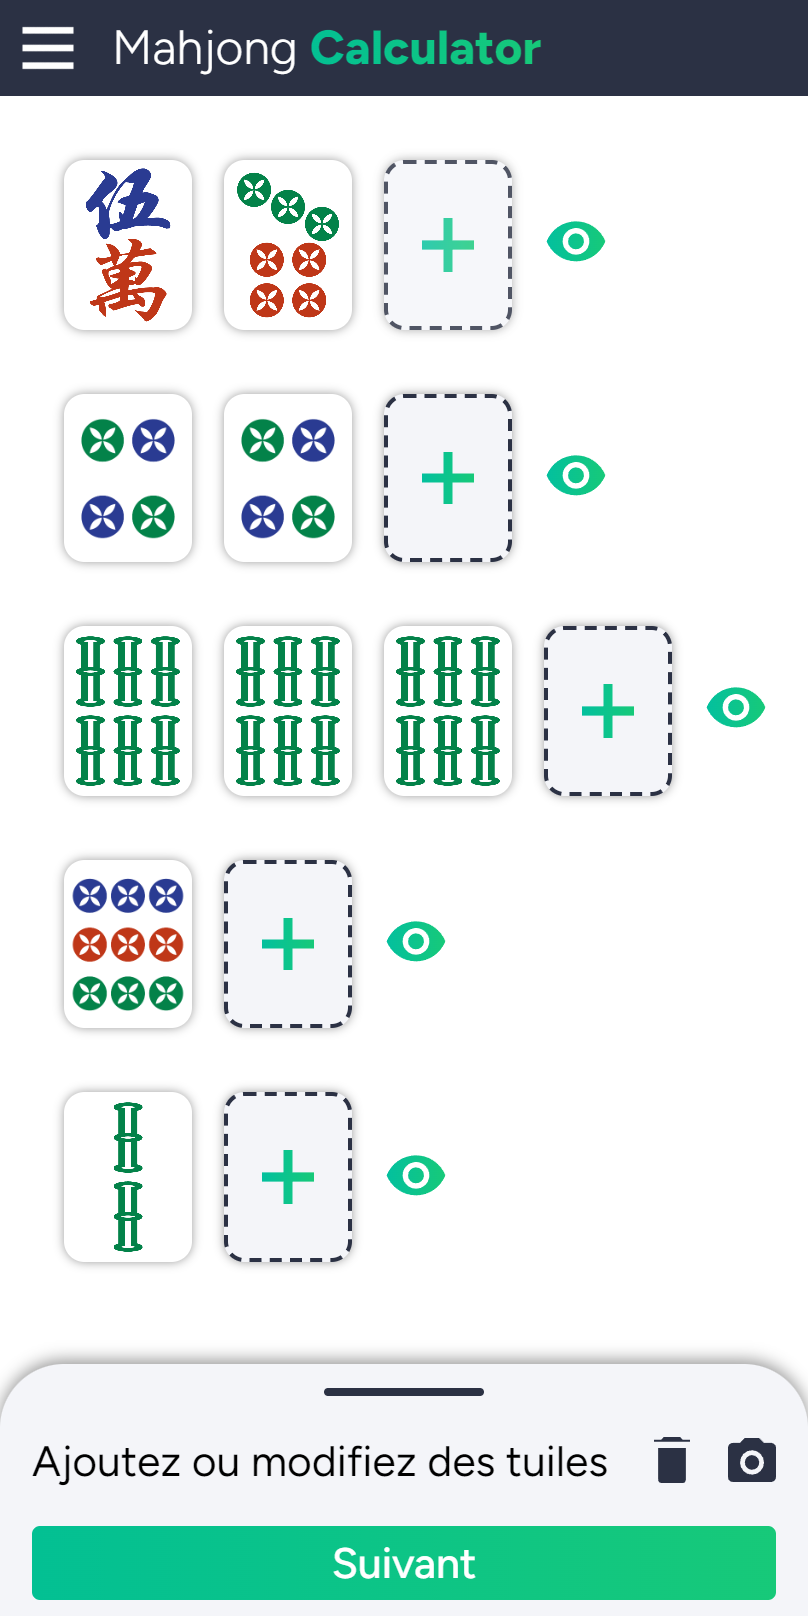 Mahjong Calculator
伍
萬
Ajoutez ou modifiez des tuiles
Suivant